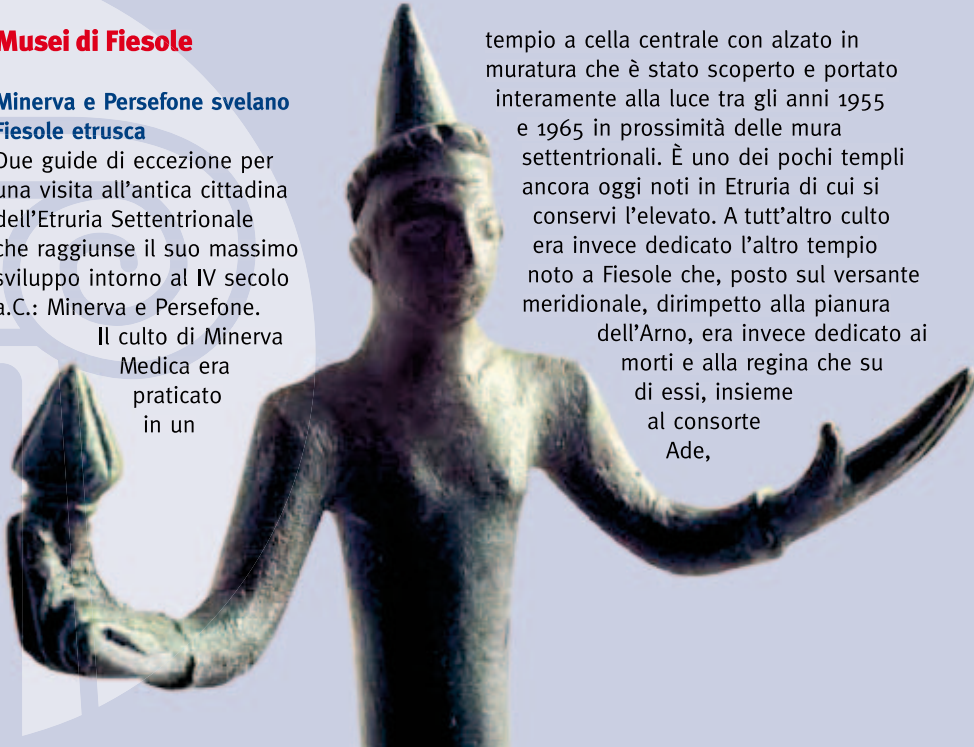 Musei di Fiesole
Minerva e Persefone svelano
Fiesole etrusca
Due guide di eccezione per
una visita all’antica cittadina
dell’Etruria Settentrionale
che raggiunse il suo massimo
sviluppo intorno al IV secolo
a.C.: Minerva e Persefone.
Il culto di Minerva
Medica era
praticato
in un
tempio a cella centrale con alzato in
muratura che è stato scoperto e portato
interamente alla luce tra gli anni 1955
e 1965 in prossimità delle mura
settentrionali. È uno dei pochi templi
ancora oggi noti in Etruria di cui si
conservi l’elevato. A tutt’altro culto
era invece dedicato l’altro tempio
noto a Fiesole che, posto sul versante
meridionale, dirimpetto alla pianura
dell’Arno, era invece dedicato ai
morti e alla regina che su
di essi, insieme
al consorte
Ade,